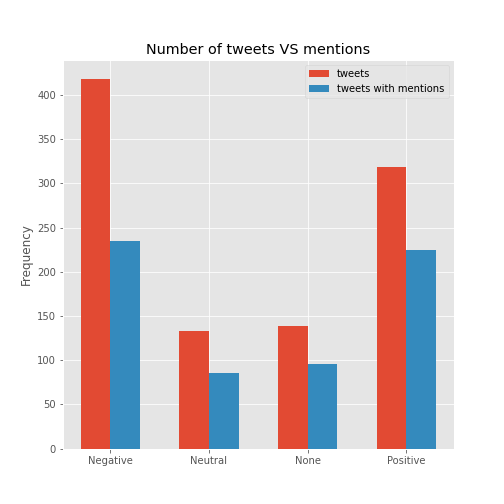 Number of tweets VS mentions
tweets
tweets with mentions
Frequency
400
350
300
250
200
150
100
50
0
Negative
Neutral
None
Positive